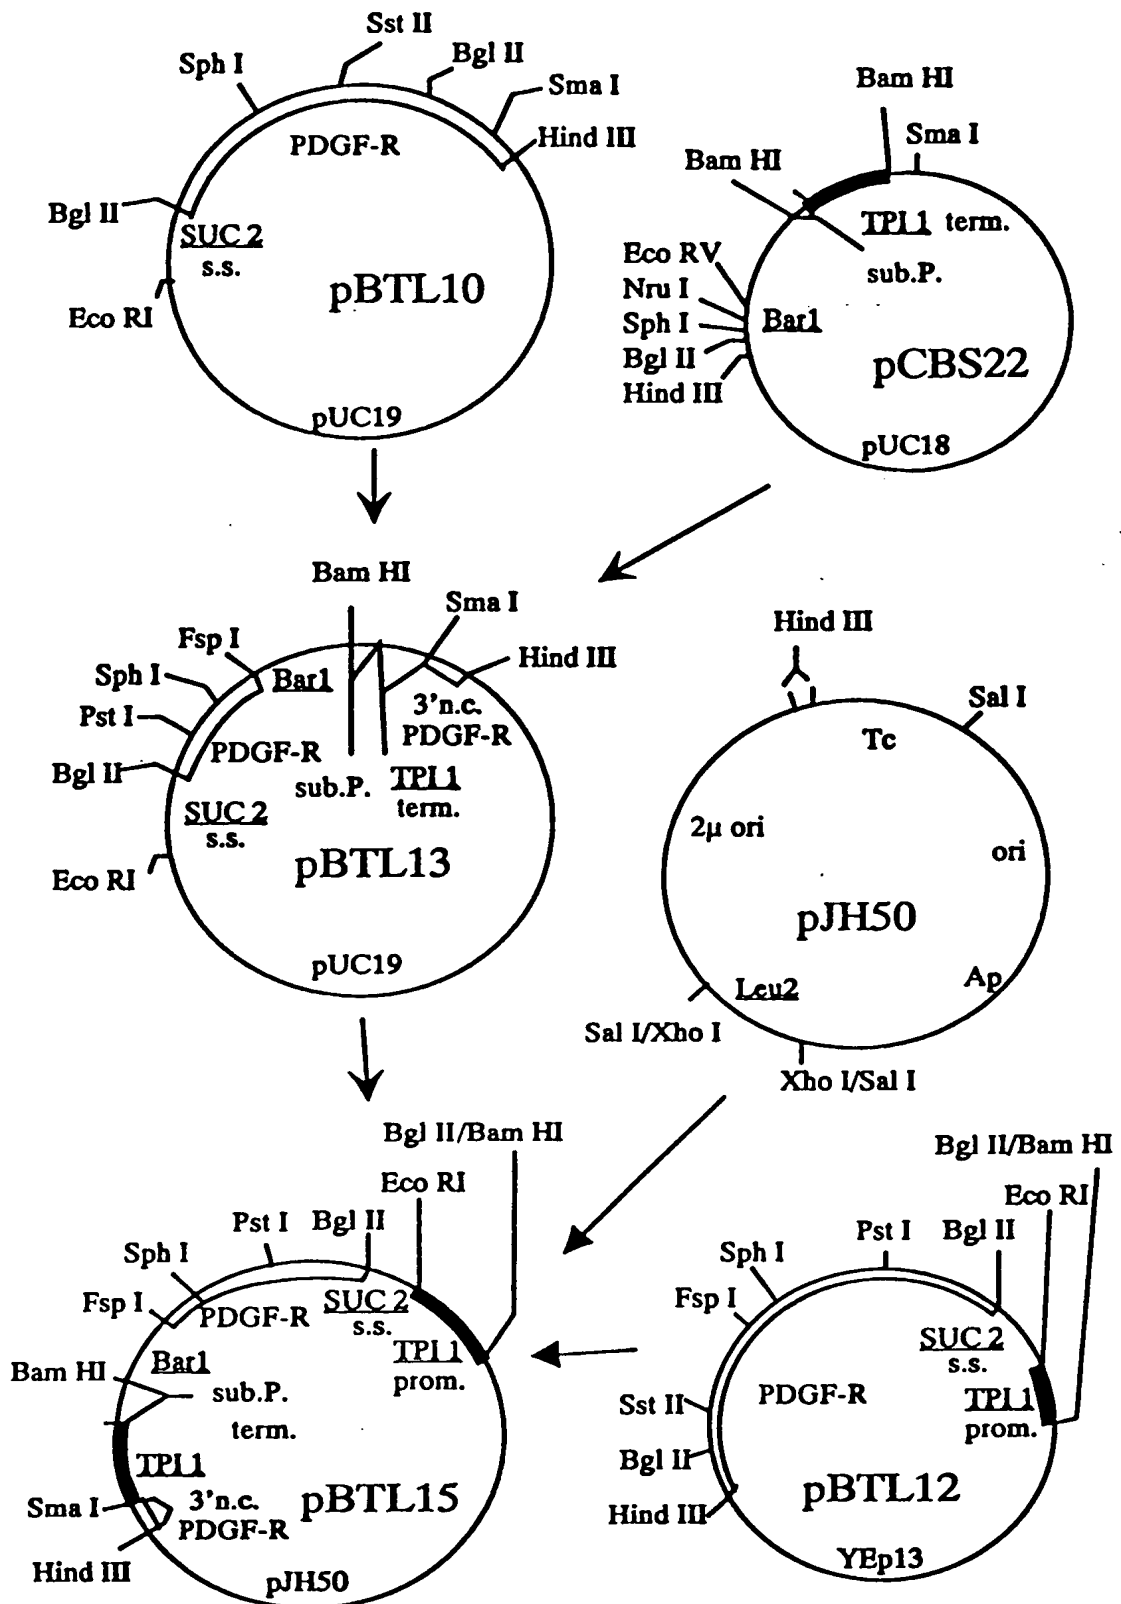 Sst II
Sph I
Bgl II
Sma I
Hind III
PDGF-R
Bgl II
SUC 2
s.s.
Eco RI
pBTL10
pUC19
Bam HI
Sma I
Bam HI
TPI 1 term.
sub.P.
Eco RV
Nru I
Sph I
Bgl II
Hind III
Bar1
pCBS22
pUC18
Bam HI
Sma I
Fsp I
Hind III
Sph I
Bar1
Pst I
3'n.c.
PDGF-R
PDGF-R
Bgl II
sub.P.
TPI 1
term.
SUC 2
s.s.
Eco RI
pBTL13
pUC19
Hind III
Sal I
Tc
2µ ori
ori
pJH50
Leu2
Ap
Sal I/Xho I
Xho I/Sal I
Bgl II/Bam HI
Eco RI
Pst I
Bgl II
Sph I
Fsp I
PDGF-R
SUC 2
s.s.
TPI 1
prom.
Bar1
Bam HI
sub.P.
term.
TPI 1
Sma I
3'n.c.
PDGF-R
Hind III
pBTL15
pJH50
Bgl II/Bam HI
Eco RI
Pst I
Bgl II
Sph I
Fsp I
SUC 2
s.s.
PDGF-R
TPI 1
prom.
Sst II
Bgl II
Hind III
pBTL12
YEp13